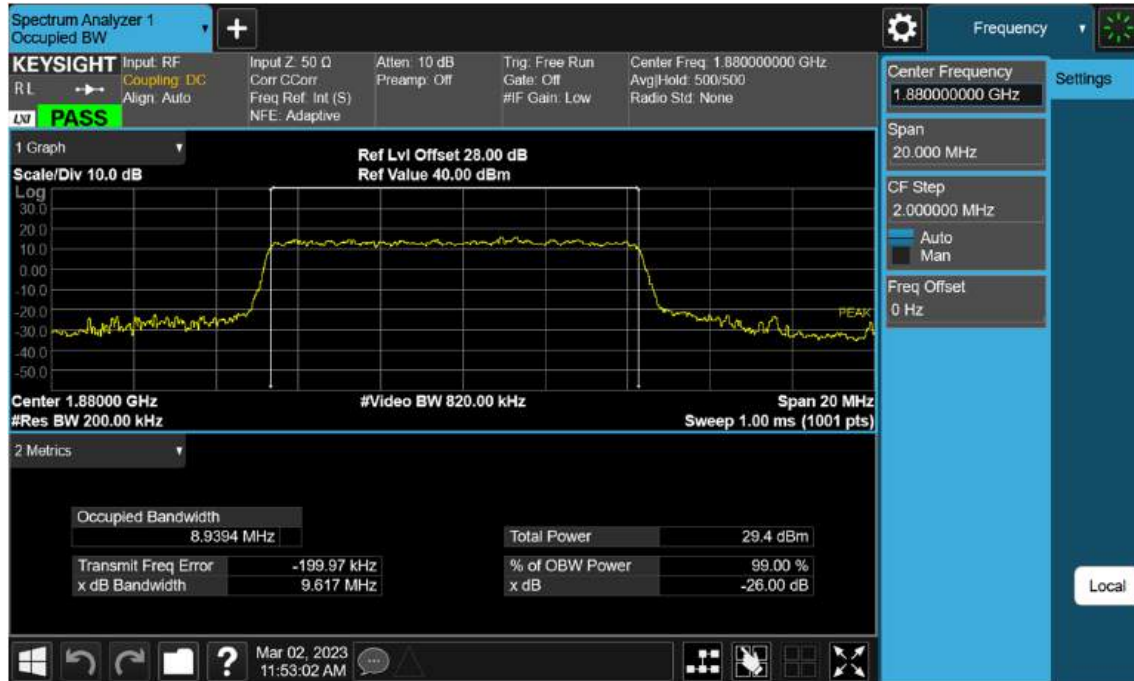 Spectrum Analyzer 1
Occupied BW
+
Frequency
KEYSIGHT
RL
LXI PASS
Input: RF
Coupling: DC
Align: Auto
Input Z: 50 Ω
Corr CCorr
Freq Ref: Int (S)
NFE: Adaptive
Atten: 10 dB
Preamp: Off
Trig: Free Run
Gate: Off
#IF Gain: Low
Center Freq: 1.880000000 GHz
Avg|Hold: 500/500
Radio Std: None
Center Frequency
1.880000000 GHz
Settings
Span
20.000 MHz
CF Step
2.000000 MHz
Auto
Man
Freq Offset
0 Hz
Local
1 Graph
Scale/Div 10.0 dB
Ref Lvl Offset 28.00 dB
Ref Value 40.00 dBm
Log
30.0
20.0
10.0
0.00
-10.0
-20.0
-30.0
-40.0
-50.0
PEAK
Center 1.88000 GHz
#Res BW 200.00 kHz
#Video BW 820.00 kHz
Span 20 MHz
Sweep 1.00 ms (1001 pts)
2 Metrics
Occupied Bandwidth
8.9394 MHz
Transmit Freq Error -199.97 kHz
x dB Bandwidth 9.617 MHz
Total Power 29.4 dBm
% of OBW Power 99.00 %
x dB -26.00 dB
?
Mar 02, 2023
11:53:02 AM